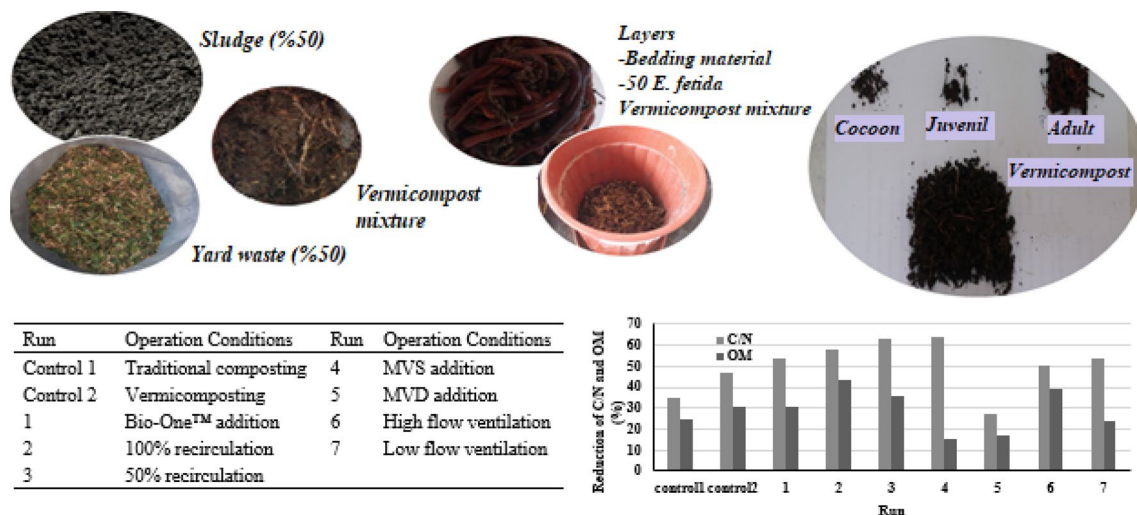 Sludge (%50)
Yard waste (%50)
Vermicompost
mixture
Layers
-Bedding material
-50 E. fetida
Vermicompost mixture
Cocoon
Juvenil
Adult
Vermicompost
Run Operation Conditions Run Operation Conditions
Control 1 Traditional composting 4 MVS addition
Control 2 Vermicomposting 5 MVD addition
1 Bio-One™ addition 6 High flow ventilation
2 100% recirculation 7 Low flow ventilation
3 50% recirculation
Reduction of C/N and OM
(%)
70
60
50
40
30
20
10
0
C/N
OM
control1 control2 1 2 3 4 5 6 7
Run